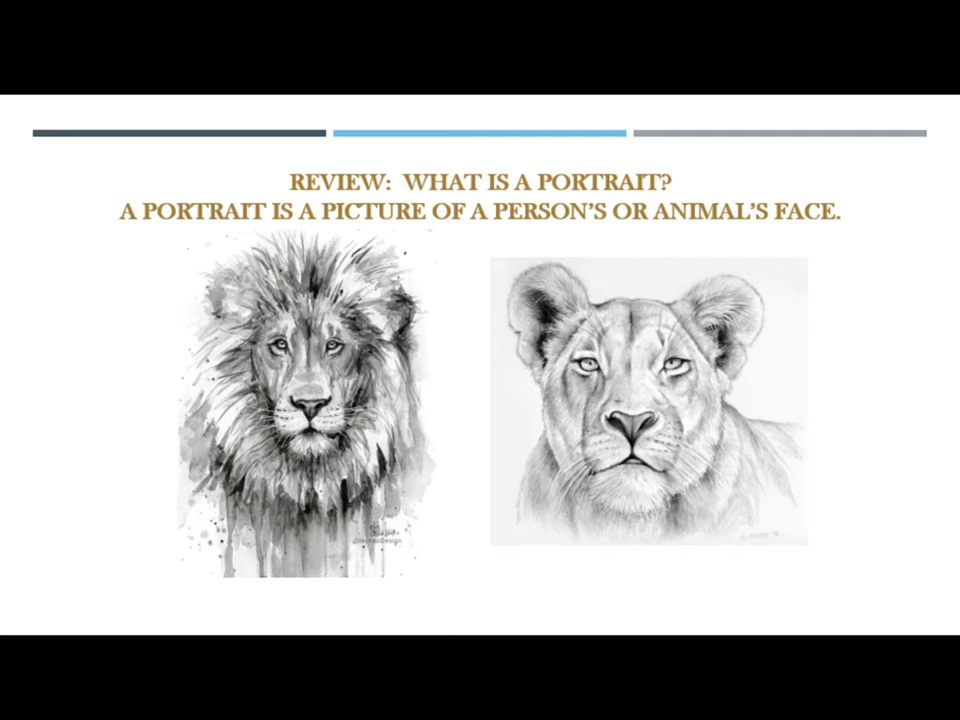 REVIEW: WHAT IS A PORTRAIT?
A PORTRAIT IS A PICTURE OF A PERSON'S OR ANIMAL'S FACE.